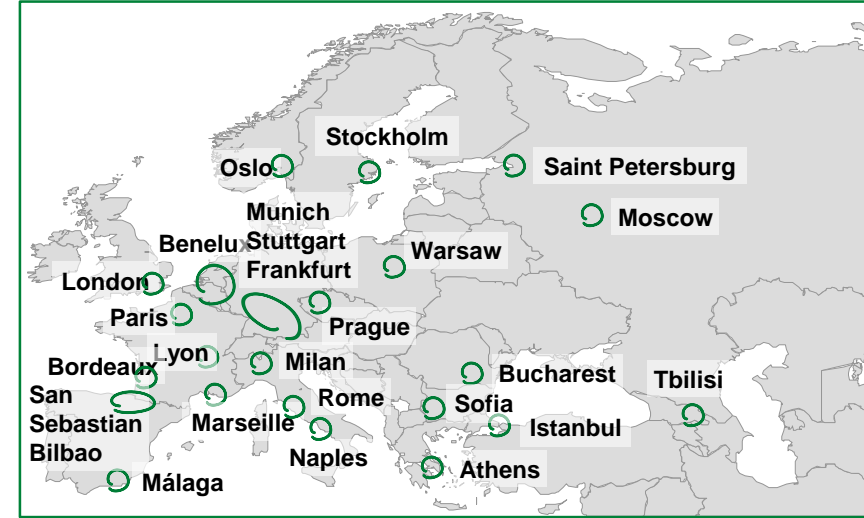 Stockholm
Oslo
Saint Petersburg
Munich
Stuttgart
Frankfurt
Moscow
Benelux
Warsaw
London
Paris
Prague
Lyon
Bordeaux
Milan
Bucharest
Tbilisi
San
Sebastian
Bilbao
Marseille
Rome
Sofia
Istanbul
Naples
Athens
Málaga